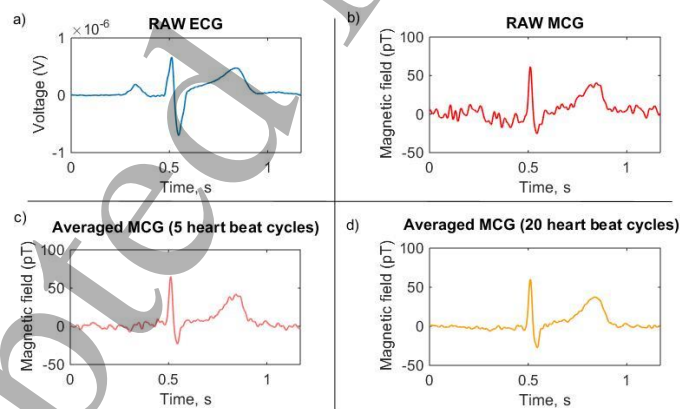 a)
RAW ECG
×10^-6
1
0
-1
Voltage (V)
0
0.5
1
Time, s
b)
RAW MCG
100
50
0
-50
Magnetic field (pT)
0
0.5
1
Time, s
c)
Averaged MCG (5 heart beat cycles)
100
50
0
-50
Magnetic field (pT)
0
0.5
1
Time, s
d)
Averaged MCG (20 heart beat cycles)
100
50
0
-50
Magnetic field (pT)
0
0.5
1
Time, s
pted